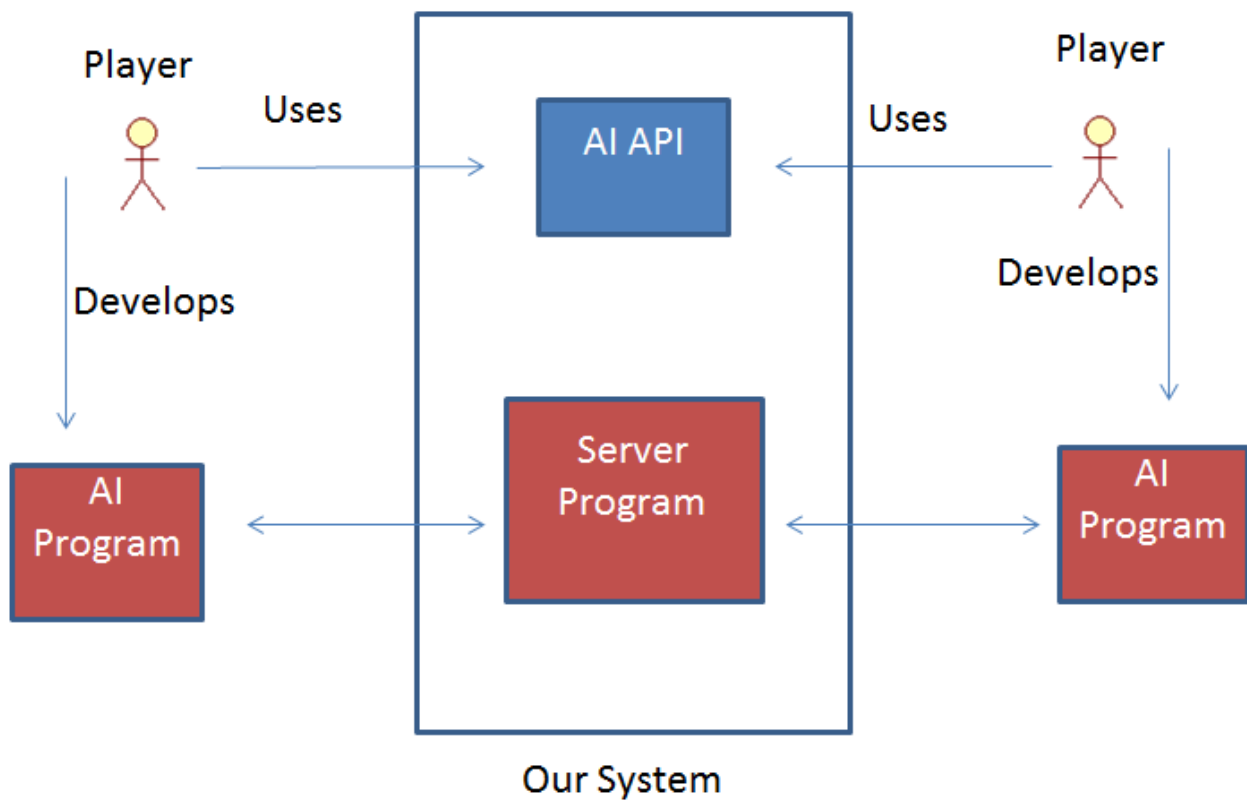 Player
Player
Uses
AI API
Uses
Develops
Develops
Server
Program
AI
Program
AI
Program
Our System